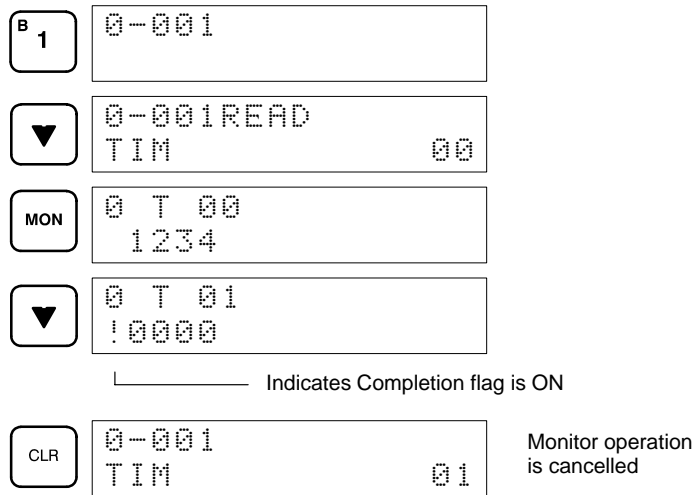 B
1
0-001
0-001READ
TIM 00
MON
0 T 00
1234
0 T 01
!0000
Indicates Completion flag is ON
CLR
0-001
TIM 01
Monitor operation
is cancelled